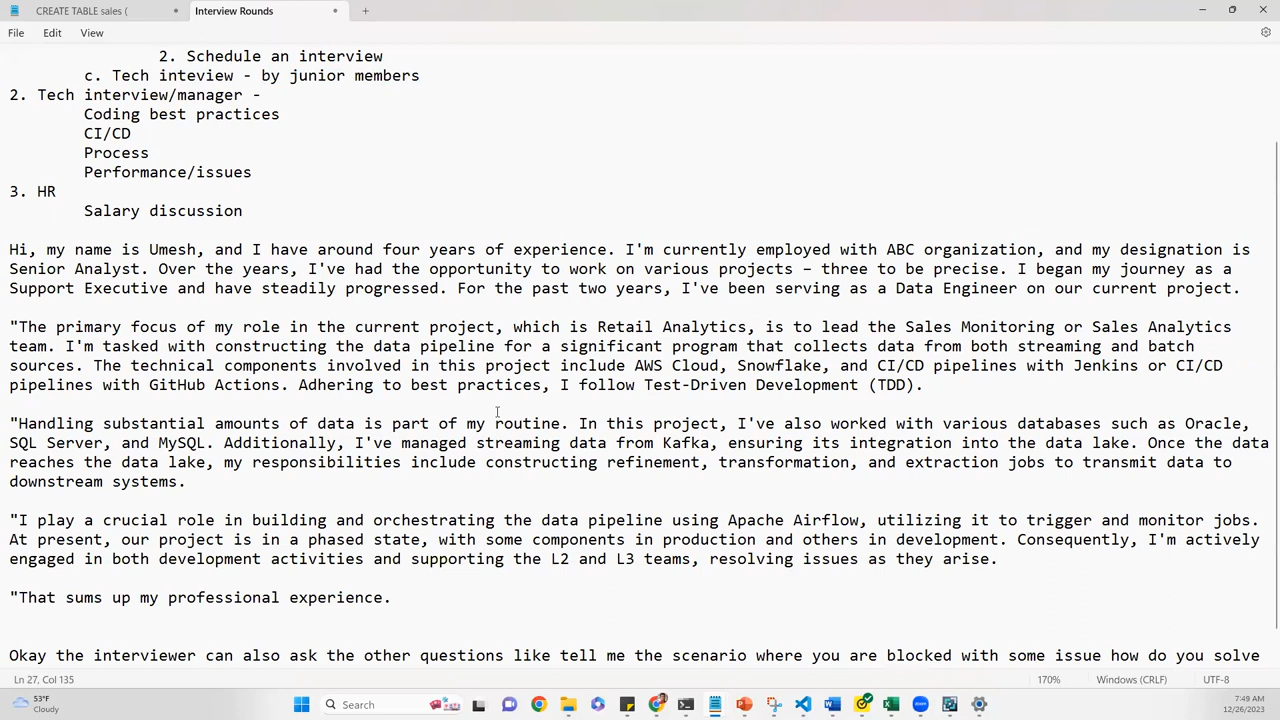 CREATE TABLE sales (
Interview Rounds
File Edit View
2. Schedule an interview
c. Tech inteview - by junior members
2. Tech interview/manager -
Coding best practices
CI/CD
Process
Performance/issues
3. HR
Salary discussion
Hi, my name is Umesh, and I have around four years of experience. I'm currently employed with ABC organization, and my designation is
Senior Analyst. Over the years, I've had the opportunity to work on various projects – three to be precise. I began my journey as a
Support Executive and have steadily progressed. For the past two years, I've been serving as a Data Engineer on our current project.
"The primary focus of my role in the current project, which is Retail Analytics, is to lead the Sales Monitoring or Sales Analytics
team. I'm tasked with constructing the data pipeline for a significant program that collects data from both streaming and batch
sources. The technical components involved in this project include AWS Cloud, Snowflake, and CI/CD pipelines with Jenkins or CI/CD
pipelines with GitHub Actions. Adhering to best practices, I follow Test-Driven Development (TDD).
"Handling substantial amounts of data is part of my routine. In this project, I've also worked with various databases such as Oracle,
SQL Server, and MySQL. Additionally, I've managed streaming data from Kafka, ensuring its integration into the data lake. Once the data
reaches the data lake, my responsibilities include constructing refinement, transformation, and extraction jobs to transmit data to
downstream systems.
"I play a crucial role in building and orchestrating the data pipeline using Apache Airflow, utilizing it to trigger and monitor jobs.
At present, our project is in a phased state, with some components in production and others in development. Consequently, I'm actively
engaged in both development activities and supporting the L2 and L3 teams, resolving issues as they arise.
"That sums up my professional experience.
Okay the interviewer can also ask the other questions like tell me the scenario where you are blocked with some issue how do you solve
Ln 27, Col 135
170%
Windows (CRLF)
UTF-8
53°F
Cloudy
Search
7:49 AM
12/26/2023